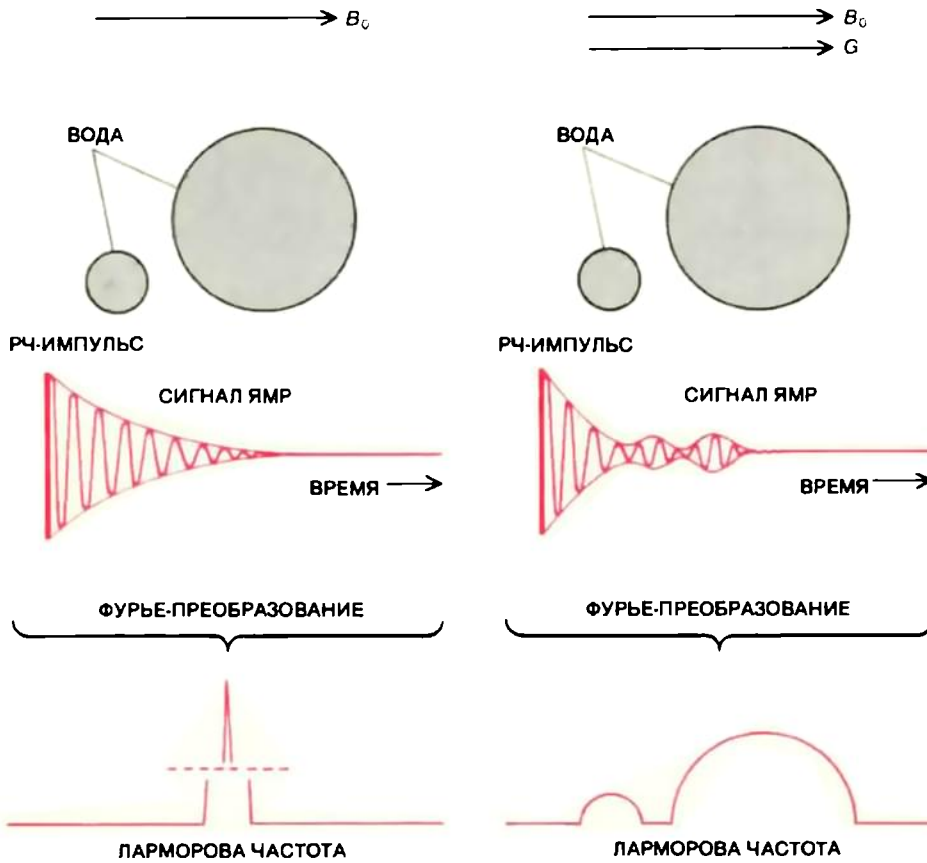 B₀
ВОДА
РЧ-ИМПУЛЬС
СИГНАЛ ЯМР
ВРЕМЯ
ФУРЬЕ-ПРЕОБРАЗОВАНИЕ
ЛАРМОРОВА ЧАСТОТА
B₀
G
ВОДА
РЧ-ИМПУЛЬС
СИГНАЛ ЯМР
ВРЕМЯ
ФУРЬЕ-ПРЕОБРАЗОВАНИЕ
ЛАРМОРОВА ЧАСТОТА